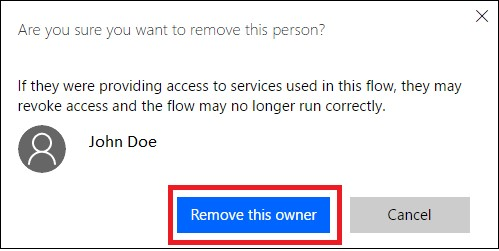 Are you sure you want to remove this person?
If they were providing access to services used in this flow, they may
revoke access and the flow may no longer run correctly.
John Doe
Remove this owner
Cancel